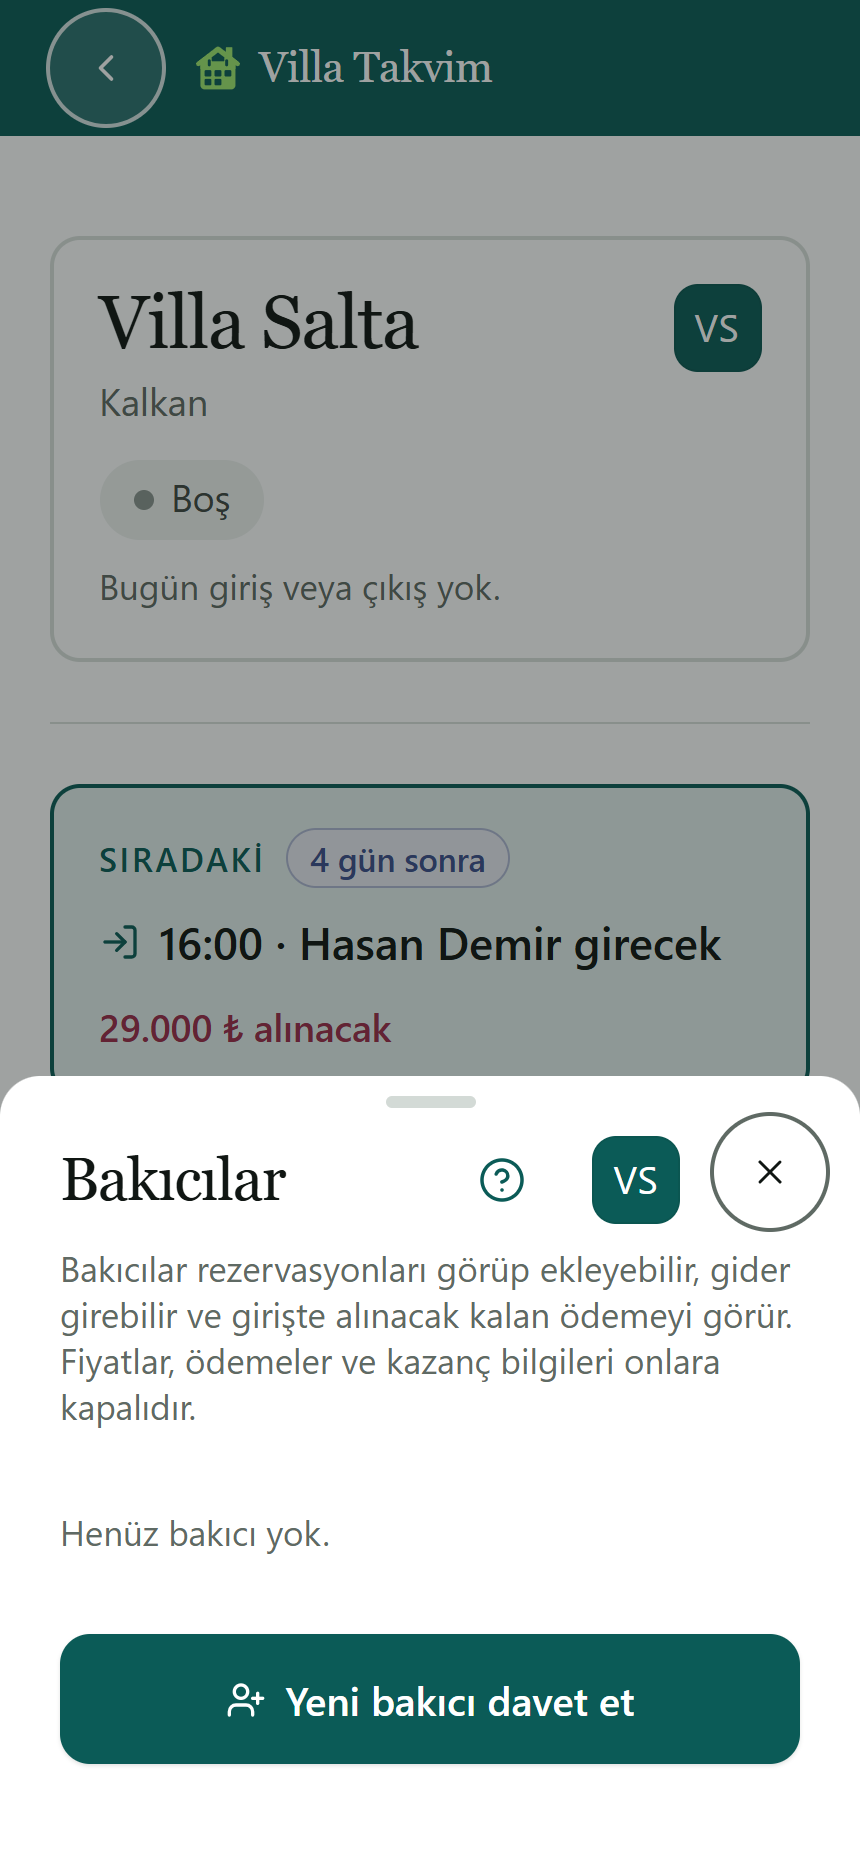 Villa Takvim
Villa Salta
VS
Kalkan
Boş
Bugün giriş veya çıkış yok.
SIRADAKİ
4 gün sonra
16:00 · Hasan Demir girecek
29.000 ₺ alınacak
Bakıcılar
?
VS
Bakıcılar rezervasyonları görüp ekleyebilir, gider
girebilir ve girişte alınacak kalan ödemeyi görür.
Fiyatlar, ödemeler ve kazanç bilgileri onlara
kapalıdır.
Henüz bakıcı yok.
Yeni bakıcı davet et